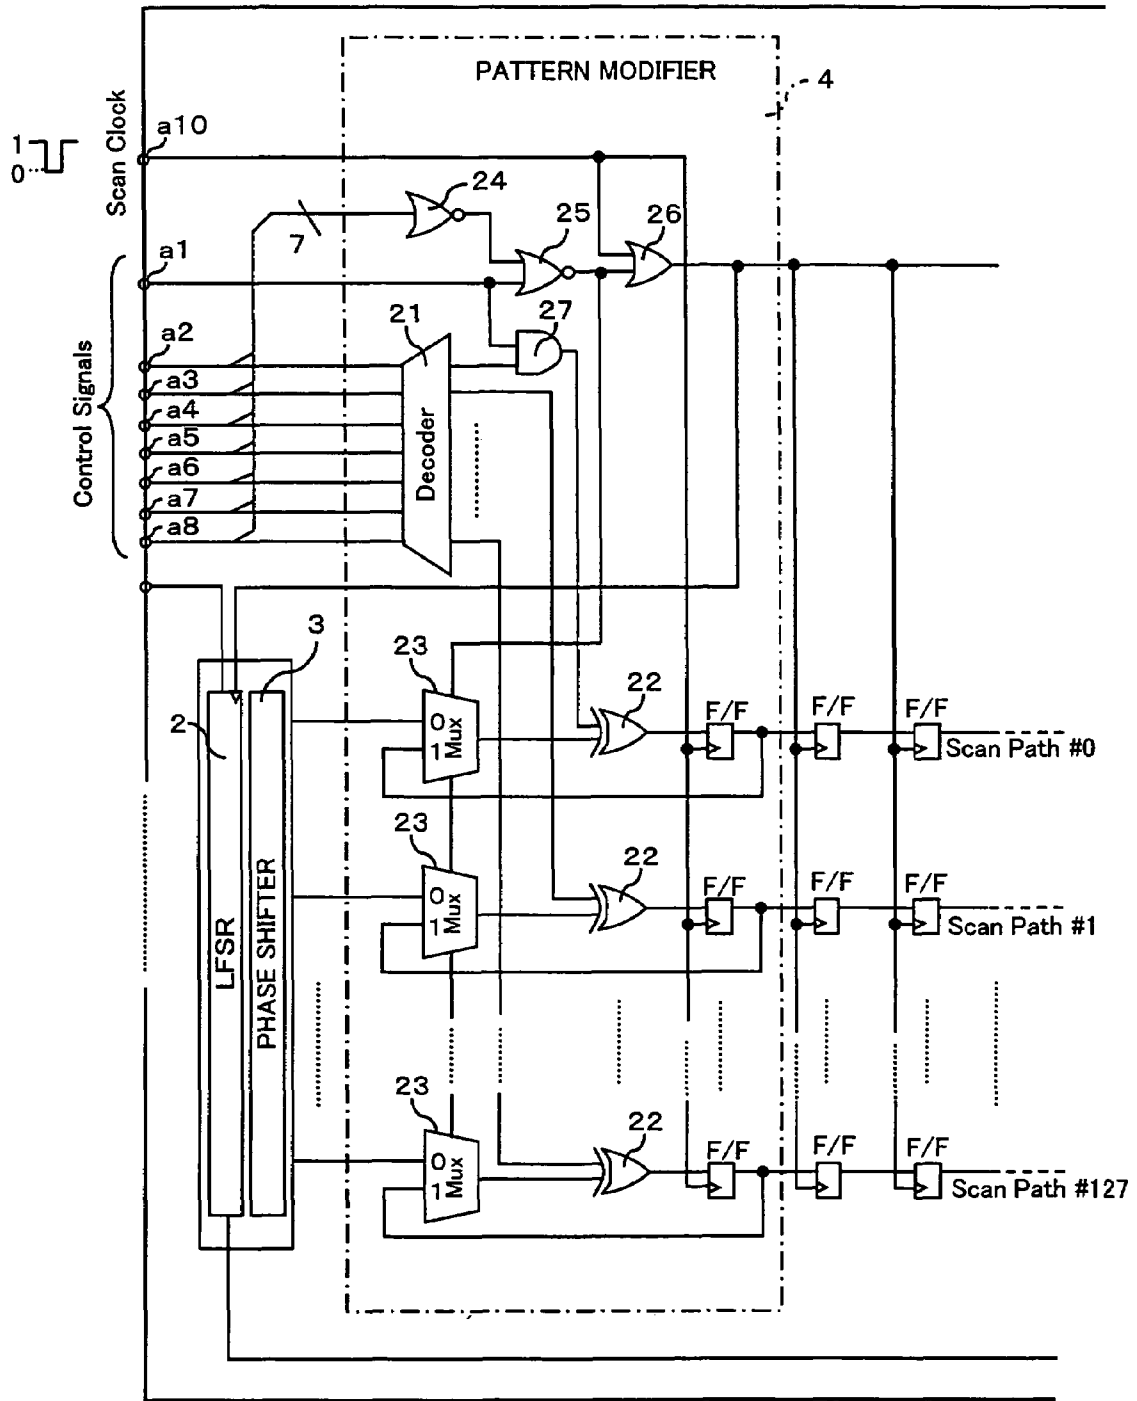 PATTERN MODIFIER
4
Scan Clock
a10
1
0
24
7
25
26
a1
Control Signals
a2
a3
a4
a5
a6
a7
a8
21
Decoder
27
3
2
LFSR
PHASE SHIFTER
23
0
1
Mux
22
F/F
F/F
F/F
Scan Path #0
23
0
1
Mux
22
F/F
F/F
F/F
Scan Path #1
23
0
1
Mux
22
F/F
F/F
F/F
Scan Path #127